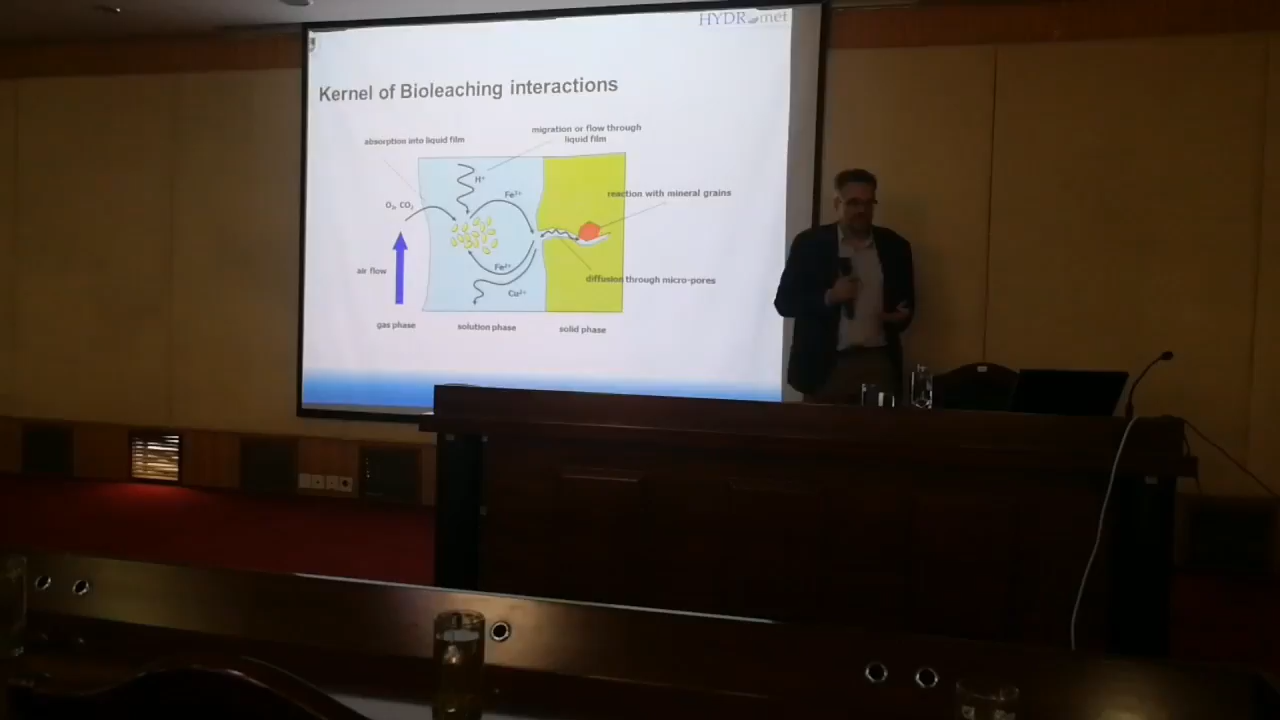 HYDROmet
Kernel of Bioleaching interactions
absorption into liquid film
migration or flow through
liquid film
H⁺
Fe³⁺
reaction with mineral grains
O₂, CO₂
air flow
Fe²⁺
diffusion through micro-pores
Cu²⁺
gas phase
solution phase
solid phase